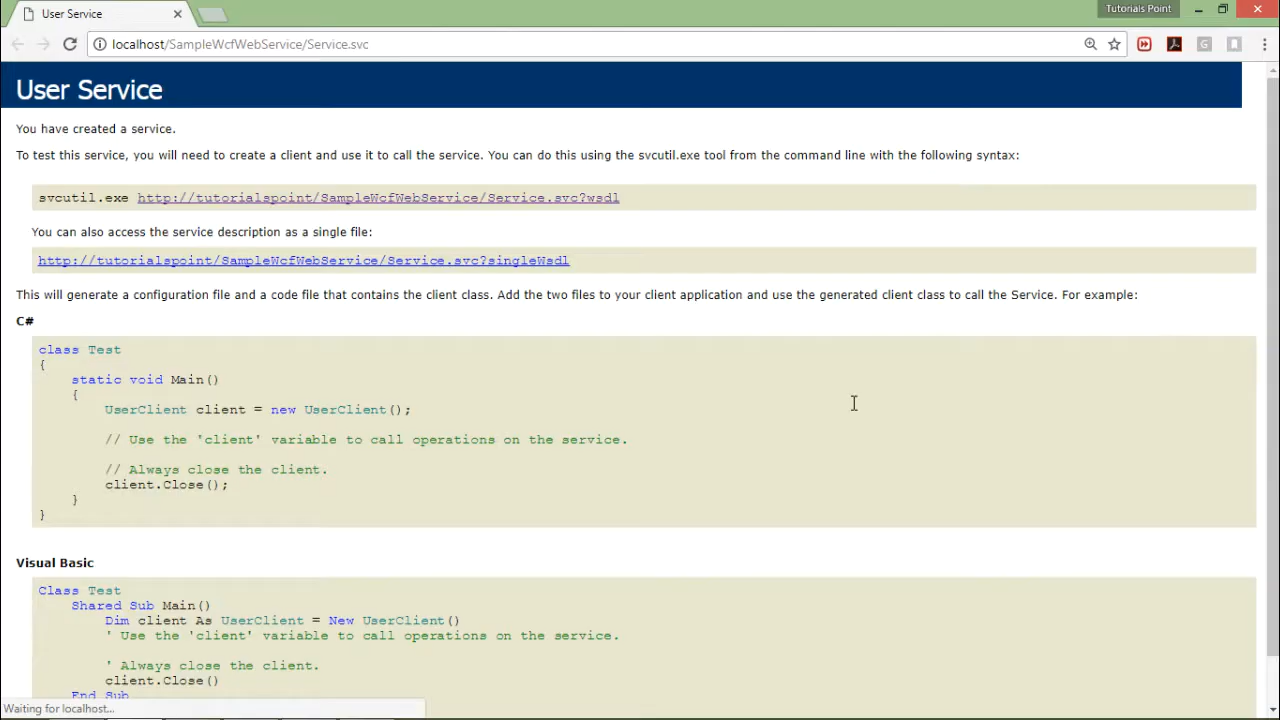 User Service
Tutorials Point
localhost/SampleWcfWebService/Service.svc
User Service
You have created a service.
To test this service, you will need to create a client and use it to call the service. You can do this using the svcutil.exe tool from the command line with the following syntax:
svcutil.exe http://tutorialspoint/SampleWcfWebService/Service.svc?wsdl
You can also access the service description as a single file:
http://tutorialspoint/SampleWcfWebService/Service.svc?singleWsdl
This will generate a configuration file and a code file that contains the client class. Add the two files to your client application and use the generated client class to call the Service. For example:
C#
class Test
{
static void Main()
{
UserClient client = new UserClient();
// Use the 'client' variable to call operations on the service.
// Always close the client.
client.Close();
}
}
Visual Basic
Class Test
Shared Sub Main()
Dim client As UserClient = New UserClient()
' Use the 'client' variable to call operations on the service.
' Always close the client.
client.Close()
End Sub
Waiting for localhost...